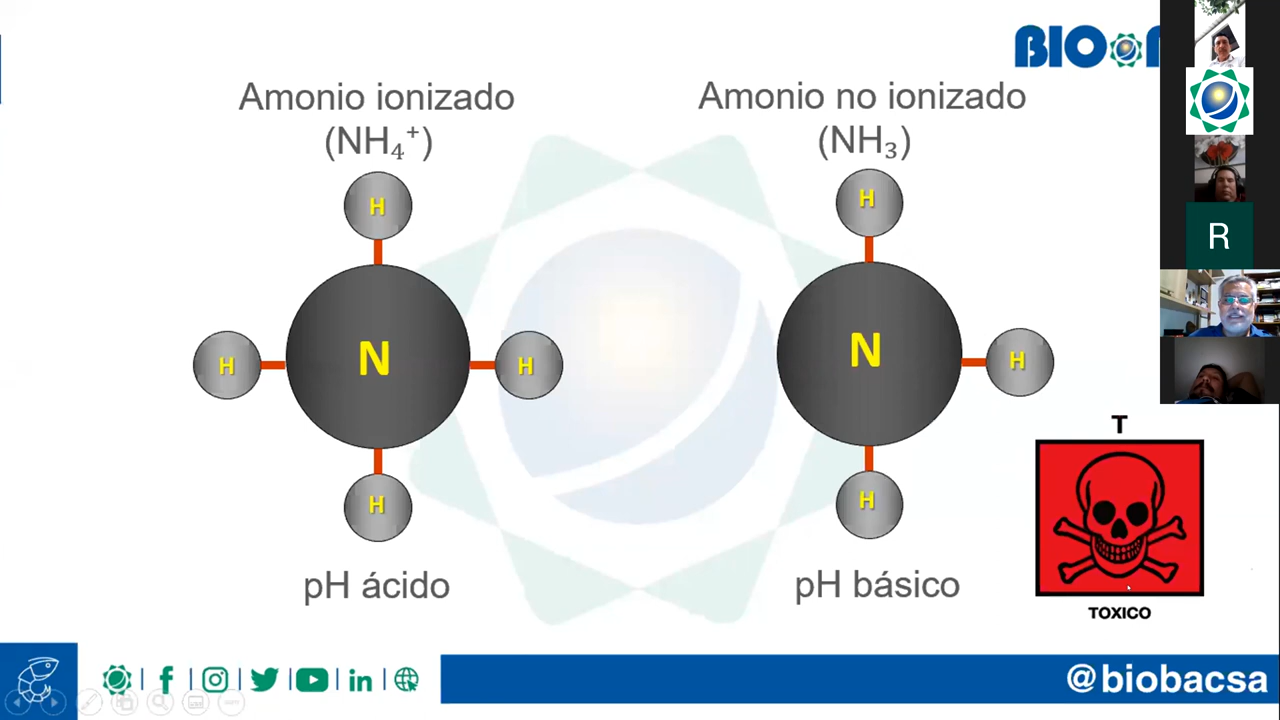 BIO
Amonio ionizado
(NH₄⁺)
Amonio no ionizado
(NH₃)
H
H
N
H
H
H
N
H
H
R
T
TOXICO
pH ácido
pH básico
@biobacsa